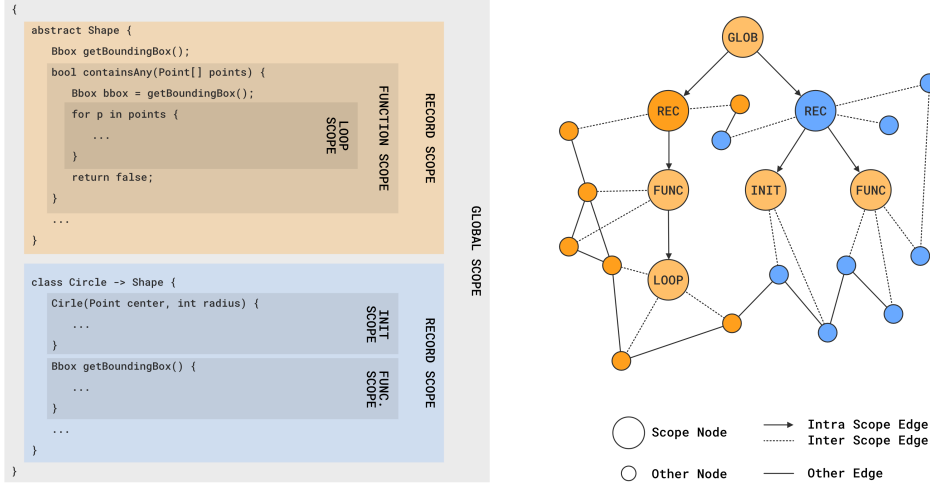 {
abstract Shape {
Bbox getBoundingBox();
bool containsAny(Point[] points) {
Bbox bbox = getBoundingBox();
for p in points {
...
}
return false;
}
...
}
LOOP
SCOPE
FUNCTION SCOPE
RECORD SCOPE
class Circle -> Shape {
Cirle(Point center, int radius) {
...
}
Bbox getBoundingBox() {
...
}
...
}
}
INIT
SCOPE
FUNC.
SCOPE
RECORD SCOPE
GLOBAL SCOPE
GLOB
REC
REC
FUNC
INIT
FUNC
LOOP
Scope Node
Intra Scope Edge
Inter Scope Edge
Other Node
Other Edge